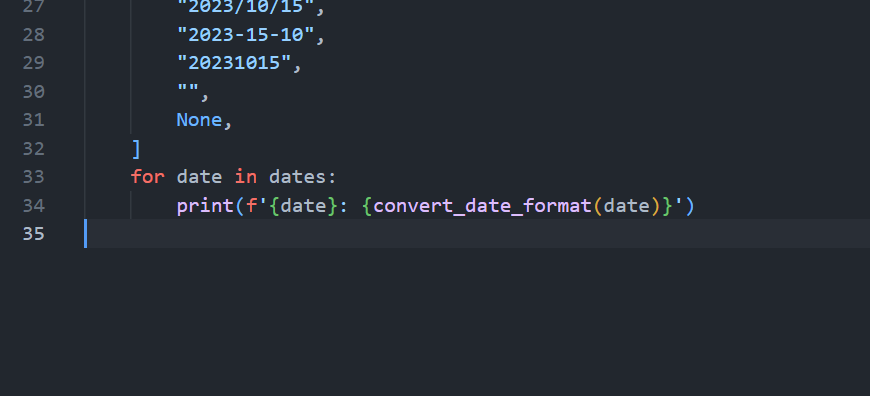 27 "2023/10/15",
28 "2023-15-10",
29 "20231015",
30 "",
31 None,
32 ]
33 for date in dates:
34 print(f'{date}: {convert_date_format(date)}')
35